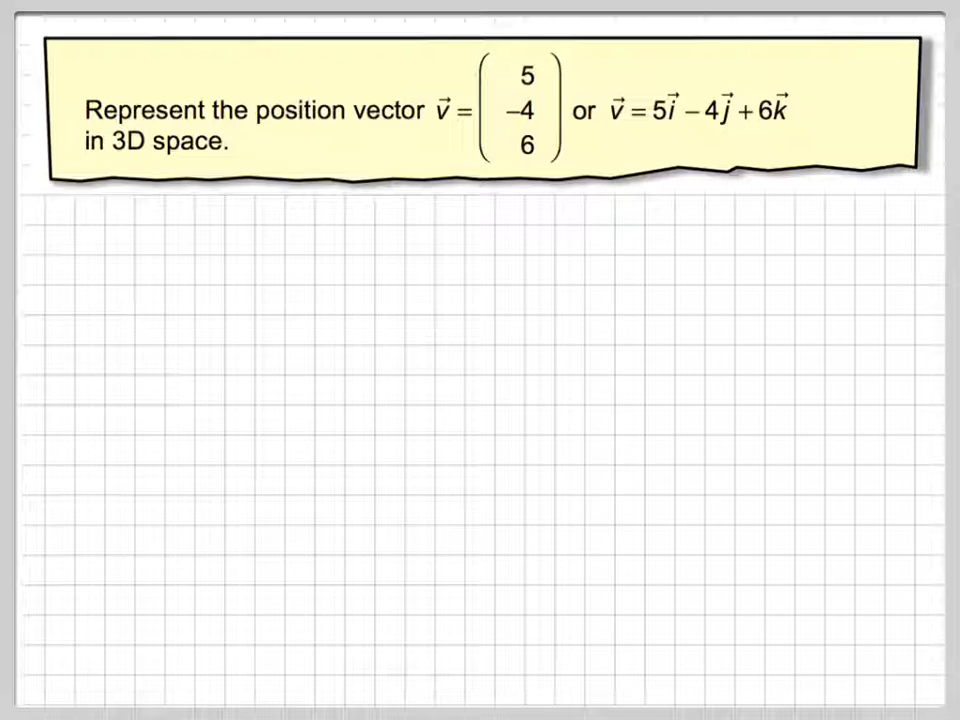 Represent the position vector v⃗ = ( 5 −4 6 ) or v⃗ = 5i⃗ − 4j⃗ + 6k⃗
in 3D space.